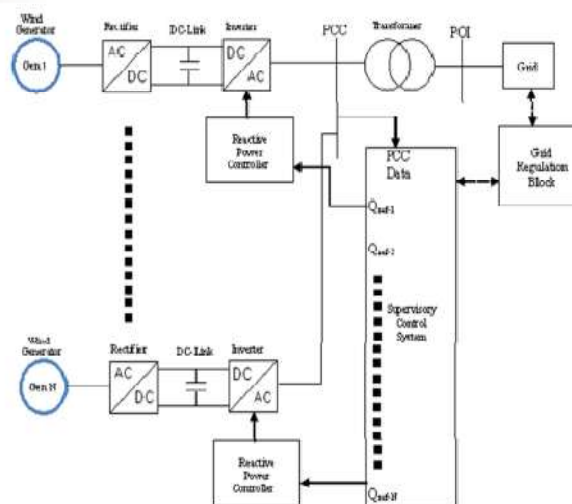 Wind
Generator
Gen. 1
Rectifier
AC
DC
DC-Link
Inverter
DC
AC
PCC
Transformer
POI
Grid
Reactive
Power
Controller
PCC
Data
Grid
Regulation
Block
Qref-1
Qref-2
Supervisory
Control
System
Wind
Generator
Gen. N
Rectifier
AC
DC
DC-Link
Inverter
DC
AC
Reactive
Power
Controller
Qref-N